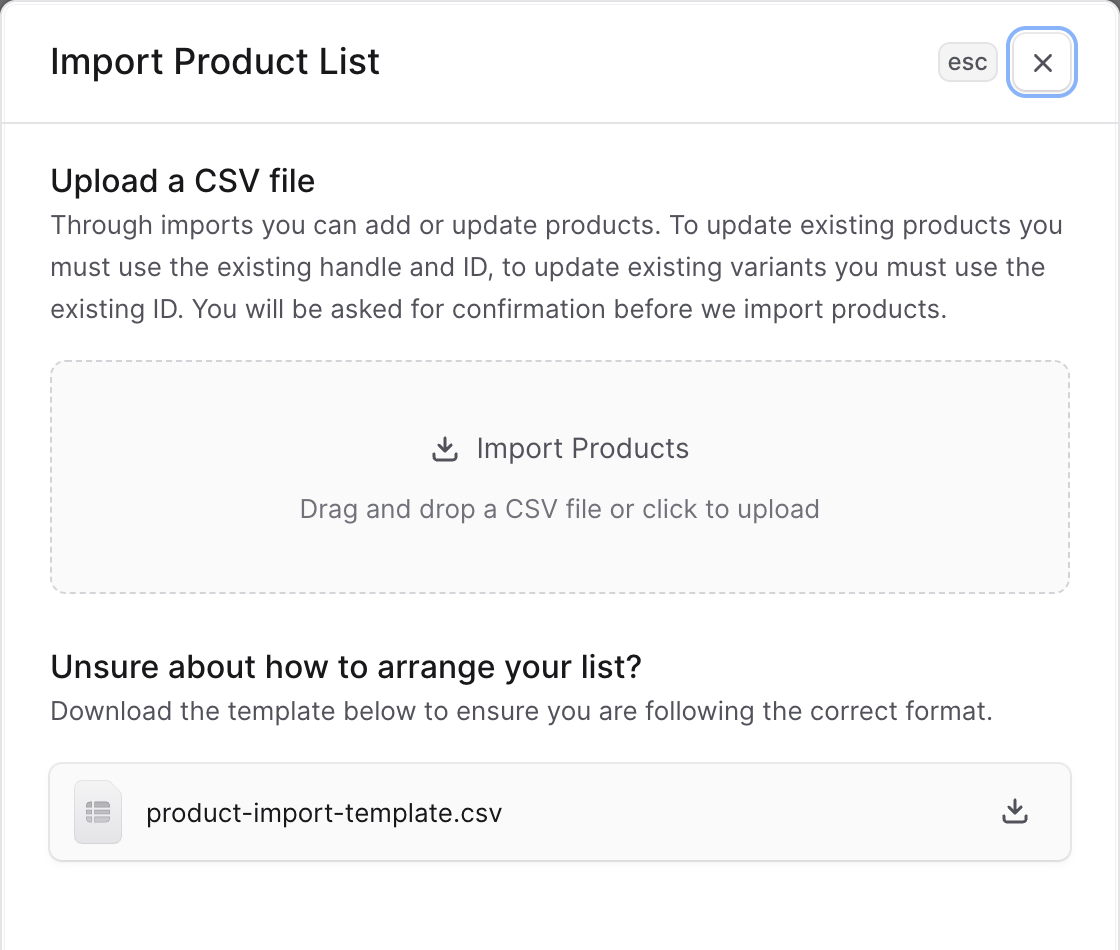 Import Product List
esc
Upload a CSV file
Through imports you can add or update products. To update existing products you
must use the existing handle and ID, to update existing variants you must use the
existing ID. You will be asked for confirmation before we import products.
Import Products
Drag and drop a CSV file or click to upload
Unsure about how to arrange your list?
Download the template below to ensure you are following the correct format.
product-import-template.csv